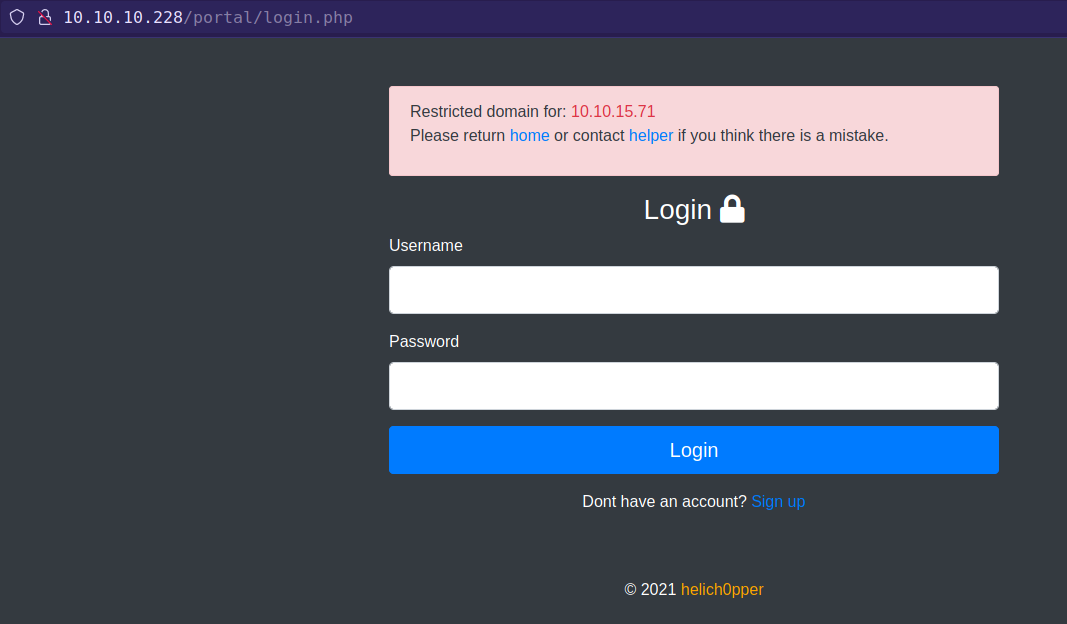 10.10.10.228/portal/login.php
Restricted domain for: 10.10.15.71
Please return home or contact helper if you think there is a mistake.
Login
Username
Password
Login
Dont have an account? Sign up
© 2021 helich0pper